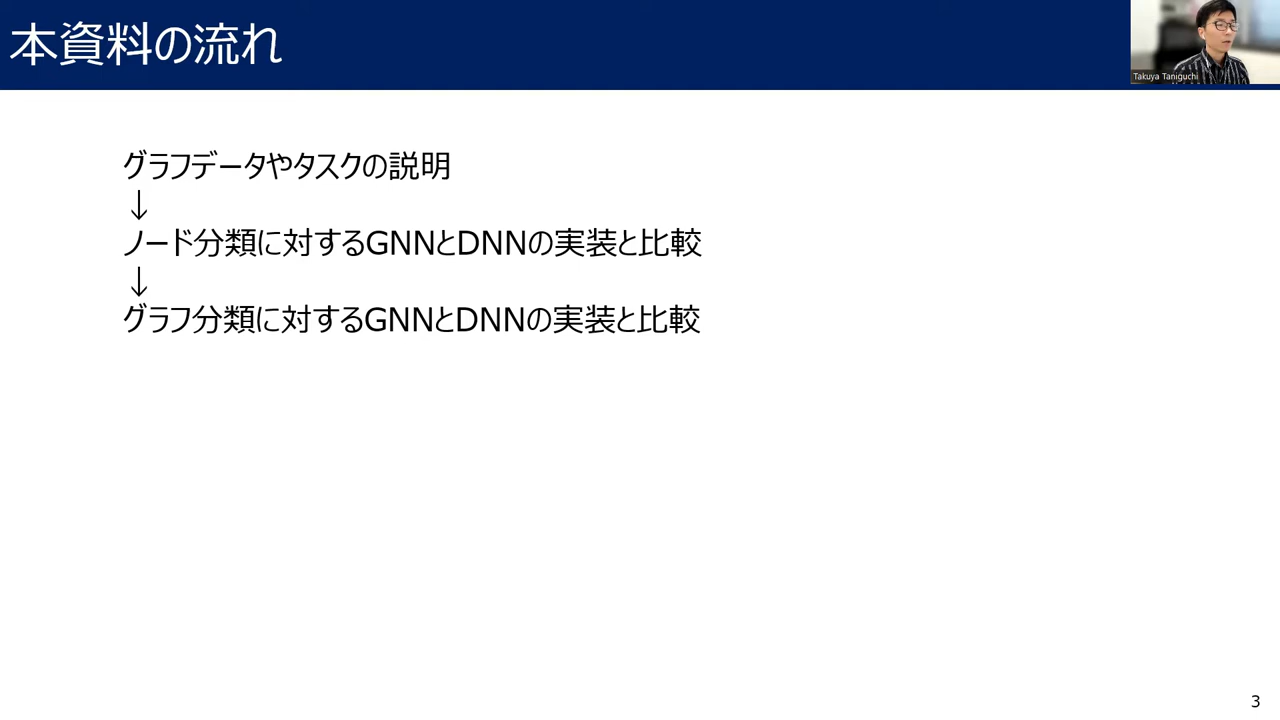 本資料の流れ
Takuya Taniguchi
グラフデータやタスクの説明
↓
ノード分類に対するGNNとDNNの実装と比較
↓
グラフ分類に対するGNNとDNNの実装と比較
3